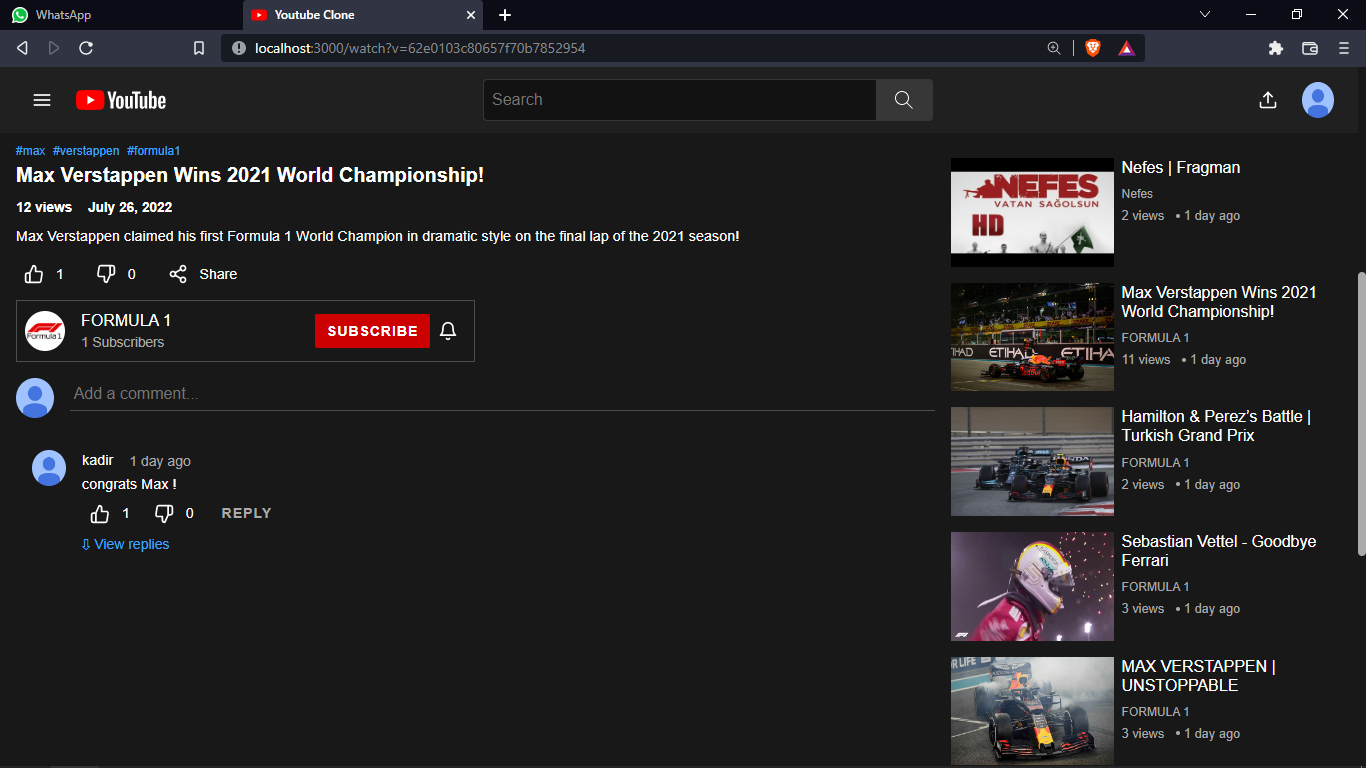 WhatsApp
Youtube Clone
localhost:3000/watch?v=62e0103c80657f70b7852954
YouTube
Search
#max #verstappen #formula1
Max Verstappen Wins 2021 World Championship!
12 views July 26, 2022
Max Verstappen claimed his first Formula 1 World Champion in dramatic style on the final lap of the 2021 season!
1 0 Share
Formula 1
FORMULA 1
1 Subscribers
SUBSCRIBE
Add a comment...
kadir 1 day ago
congrats Max !
1 0 REPLY
⇩ View replies
NEFES
VATAN SAĞOLSUN
HD
Nefes | Fragman
Nefes
2 views • 1 day ago
ETIHAD ETIHA
Max Verstappen Wins 2021
World Championship!
FORMULA 1
11 views • 1 day ago
Hamilton & Perez's Battle |
Turkish Grand Prix
FORMULA 1
2 views • 1 day ago
Sebastian Vettel - Goodbye
Ferrari
FORMULA 1
3 views • 1 day ago
MAX VERSTAPPEN |
UNSTOPPABLE
FORMULA 1
3 views • 1 day ago